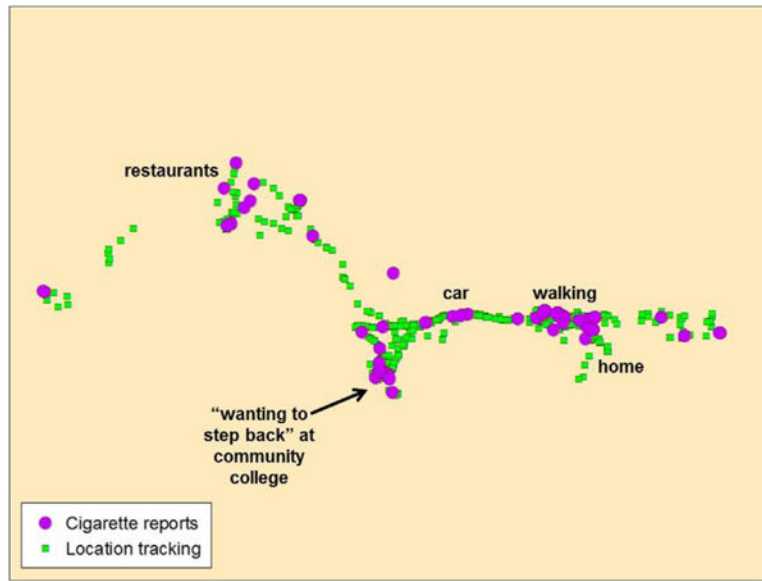 restaurants
car
walking
home
“wanting to
step back” at
community
college
Cigarette reports
Location tracking